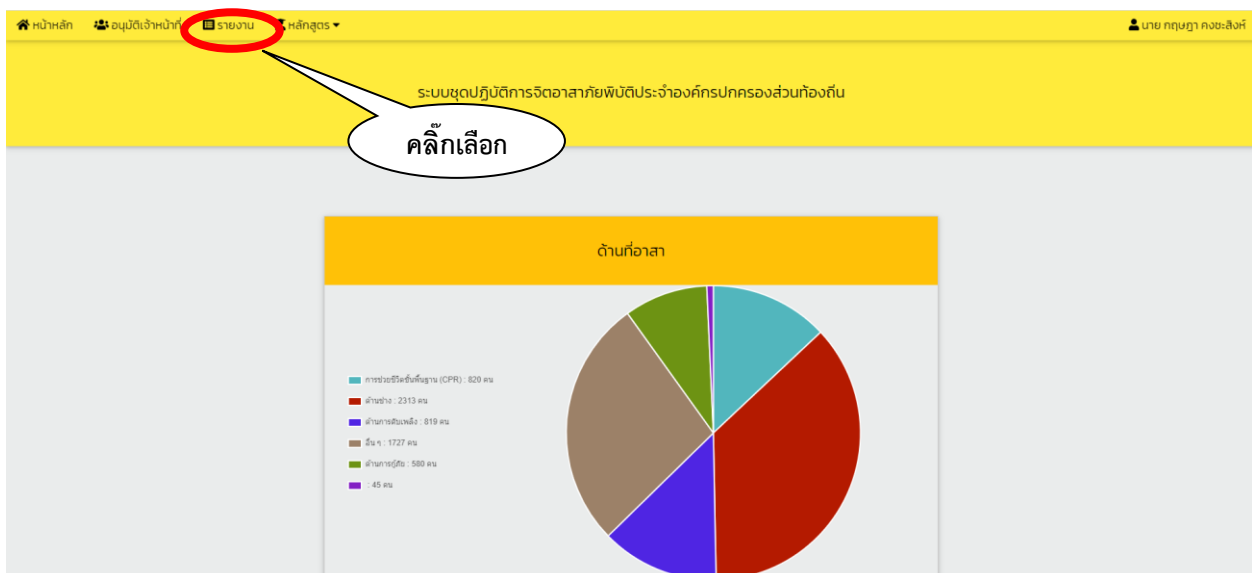 หน้าหลัก อนุมัติเจ้าหน้าที่ รายงาน หลักสูตร นาย กฤษฎา คงชะสิงห์
ระบบชุดปฏิบัติการจิตอาสาภัยพิบัติประจำองค์กรปกครองส่วนท้องถิ่น
คลิ๊กเลือก
ด้านที่อาสา
การช่วยชีวิตขั้นพื้นฐาน (CPR) : 820 คน
ด้านช่าง : 2313 คน
ด้านการดับเพลิง : 819 คน
อื่น ๆ : 1727 คน
ด้านการกู้ภัย : 580 คน
: 45 คน